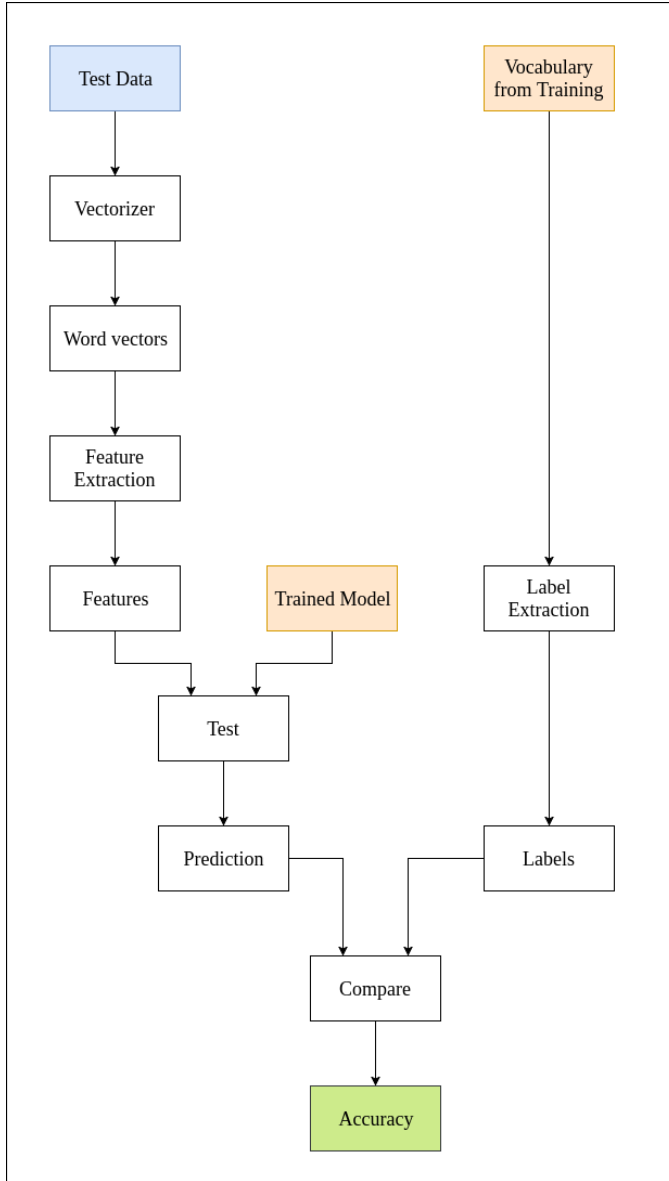 Test Data
Vocabulary
from Training
Vectorizer
Word vectors
Feature
Extraction
Features
Trained Model
Label
Extraction
Test
Prediction
Labels
Compare
Accuracy